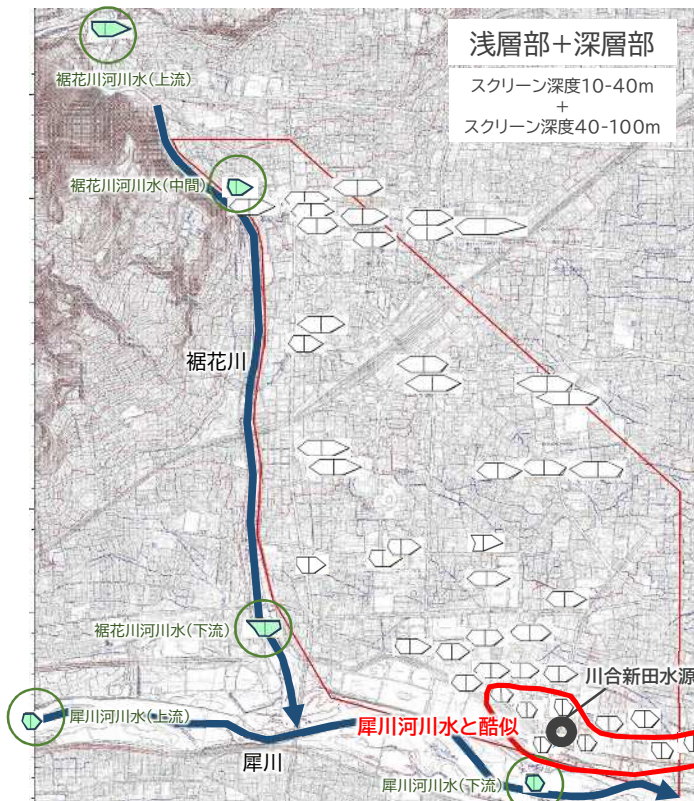 浅層部+深層部
スクリーン深度10-40m
+
スクリーン深度40-100m
裾花川河川水(上流)
裾花川河川水(中間)
裾花川
裾花川河川水(下流)
川合新田水源
犀川河川水(上流)
犀川河川水と酷似
犀川
犀川河川水(下流)